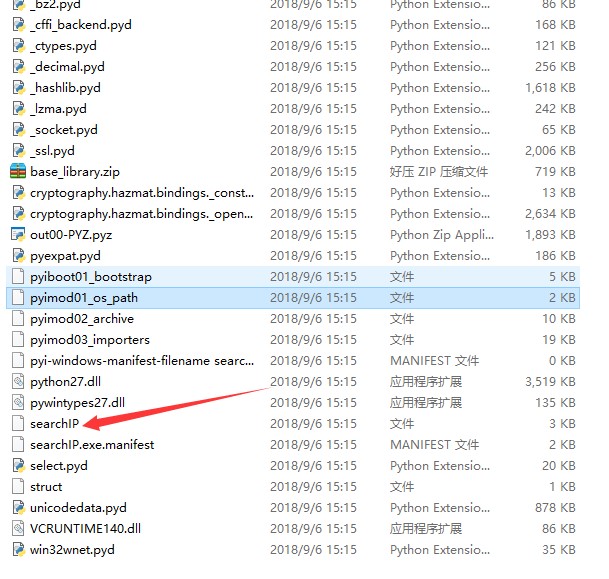 _bz2.pyd 2018/9/6 15:15 Python Extensio... 86 KB
_cffi_backend.pyd 2018/9/6 15:15 Python Extensio... 168 KB
_ctypes.pyd 2018/9/6 15:15 Python Extensio... 121 KB
_decimal.pyd 2018/9/6 15:15 Python Extensio... 256 KB
_hashlib.pyd 2018/9/6 15:15 Python Extensio... 1,618 KB
_lzma.pyd 2018/9/6 15:15 Python Extensio... 242 KB
_socket.pyd 2018/9/6 15:15 Python Extensio... 65 KB
_ssl.pyd 2018/9/6 15:15 Python Extensio... 2,006 KB
base_library.zip 2018/9/6 15:15 好压 ZIP 压缩文件 719 KB
cryptography.hazmat.bindings._const... 2018/9/6 15:15 Python Extensio... 13 KB
cryptography.hazmat.bindings._open... 2018/9/6 15:15 Python Extensio... 2,634 KB
out00-PYZ.pyz 2018/9/6 15:15 Python Zip Appli... 1,893 KB
pyexpat.pyd 2018/9/6 15:15 Python Extensio... 186 KB
pyiboot01_bootstrap 2018/9/6 15:15 文件 5 KB
pyimod01_os_path 2018/9/6 15:15 文件 2 KB
pyimod02_archive 2018/9/6 15:15 文件 10 KB
pyimod03_importers 2018/9/6 15:15 文件 19 KB
pyi-windows-manifest-filename searc... 2018/9/6 15:15 MANIFEST 文件 0 KB
python27.dll 2018/9/6 15:15 应用程序扩展 3,519 KB
pywintypes27.dll 2018/9/6 15:15 应用程序扩展 135 KB
searchIP 2018/9/6 15:15 文件 3 KB
searchIP.exe.manifest 2018/9/6 15:15 MANIFEST 文件 2 KB
select.pyd 2018/9/6 15:15 Python Extensio... 20 KB
struct 2018/9/6 15:15 文件 1 KB
unicodedata.pyd 2018/9/6 15:15 Python Extensio... 878 KB
VCRUNTIME140.dll 2018/9/6 15:15 应用程序扩展 86 KB
win32wnet.pyd 2018/9/6 15:15 Python Extensio... 35 KB